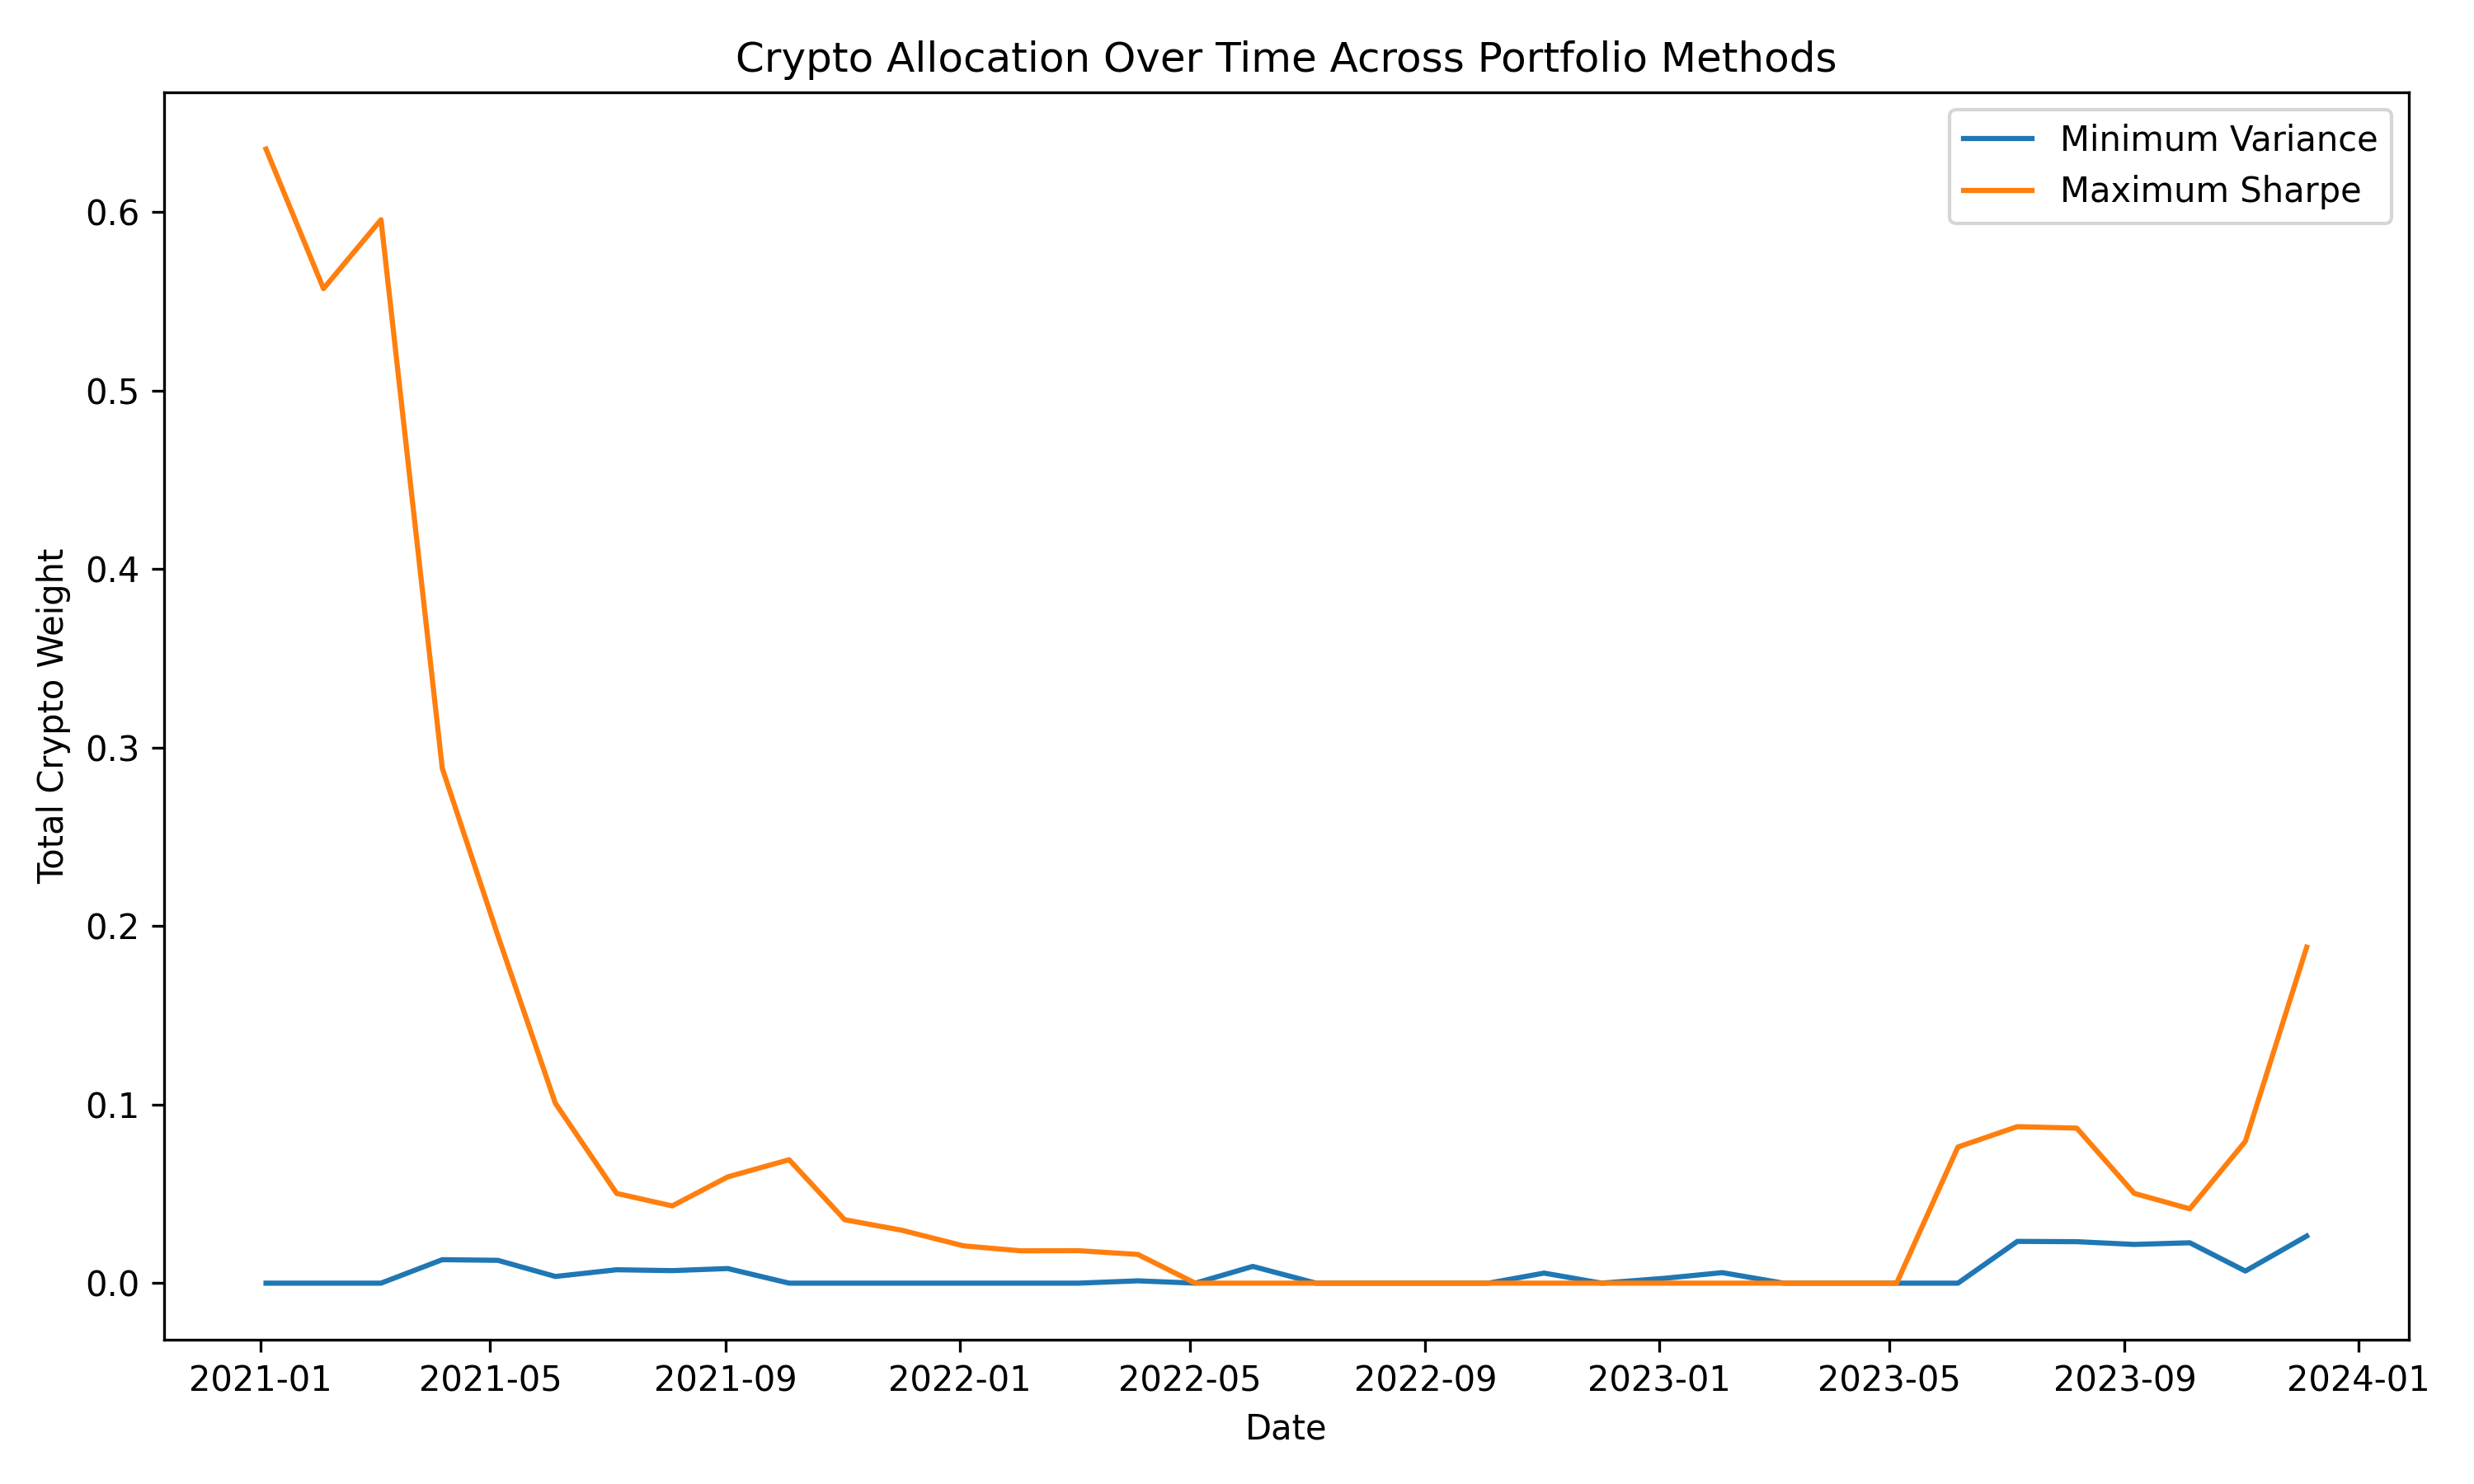 Crypto Allocation Over Time Across Portfolio Methods
Minimum Variance
Maximum Sharpe
Total Crypto Weight
0.6
0.5
0.4
0.3
0.2
0.1
0.0
2021-01 2021-05 2021-09 2022-01 2022-05 2022-09 2023-01 2023-05 2023-09 2024-01
Date